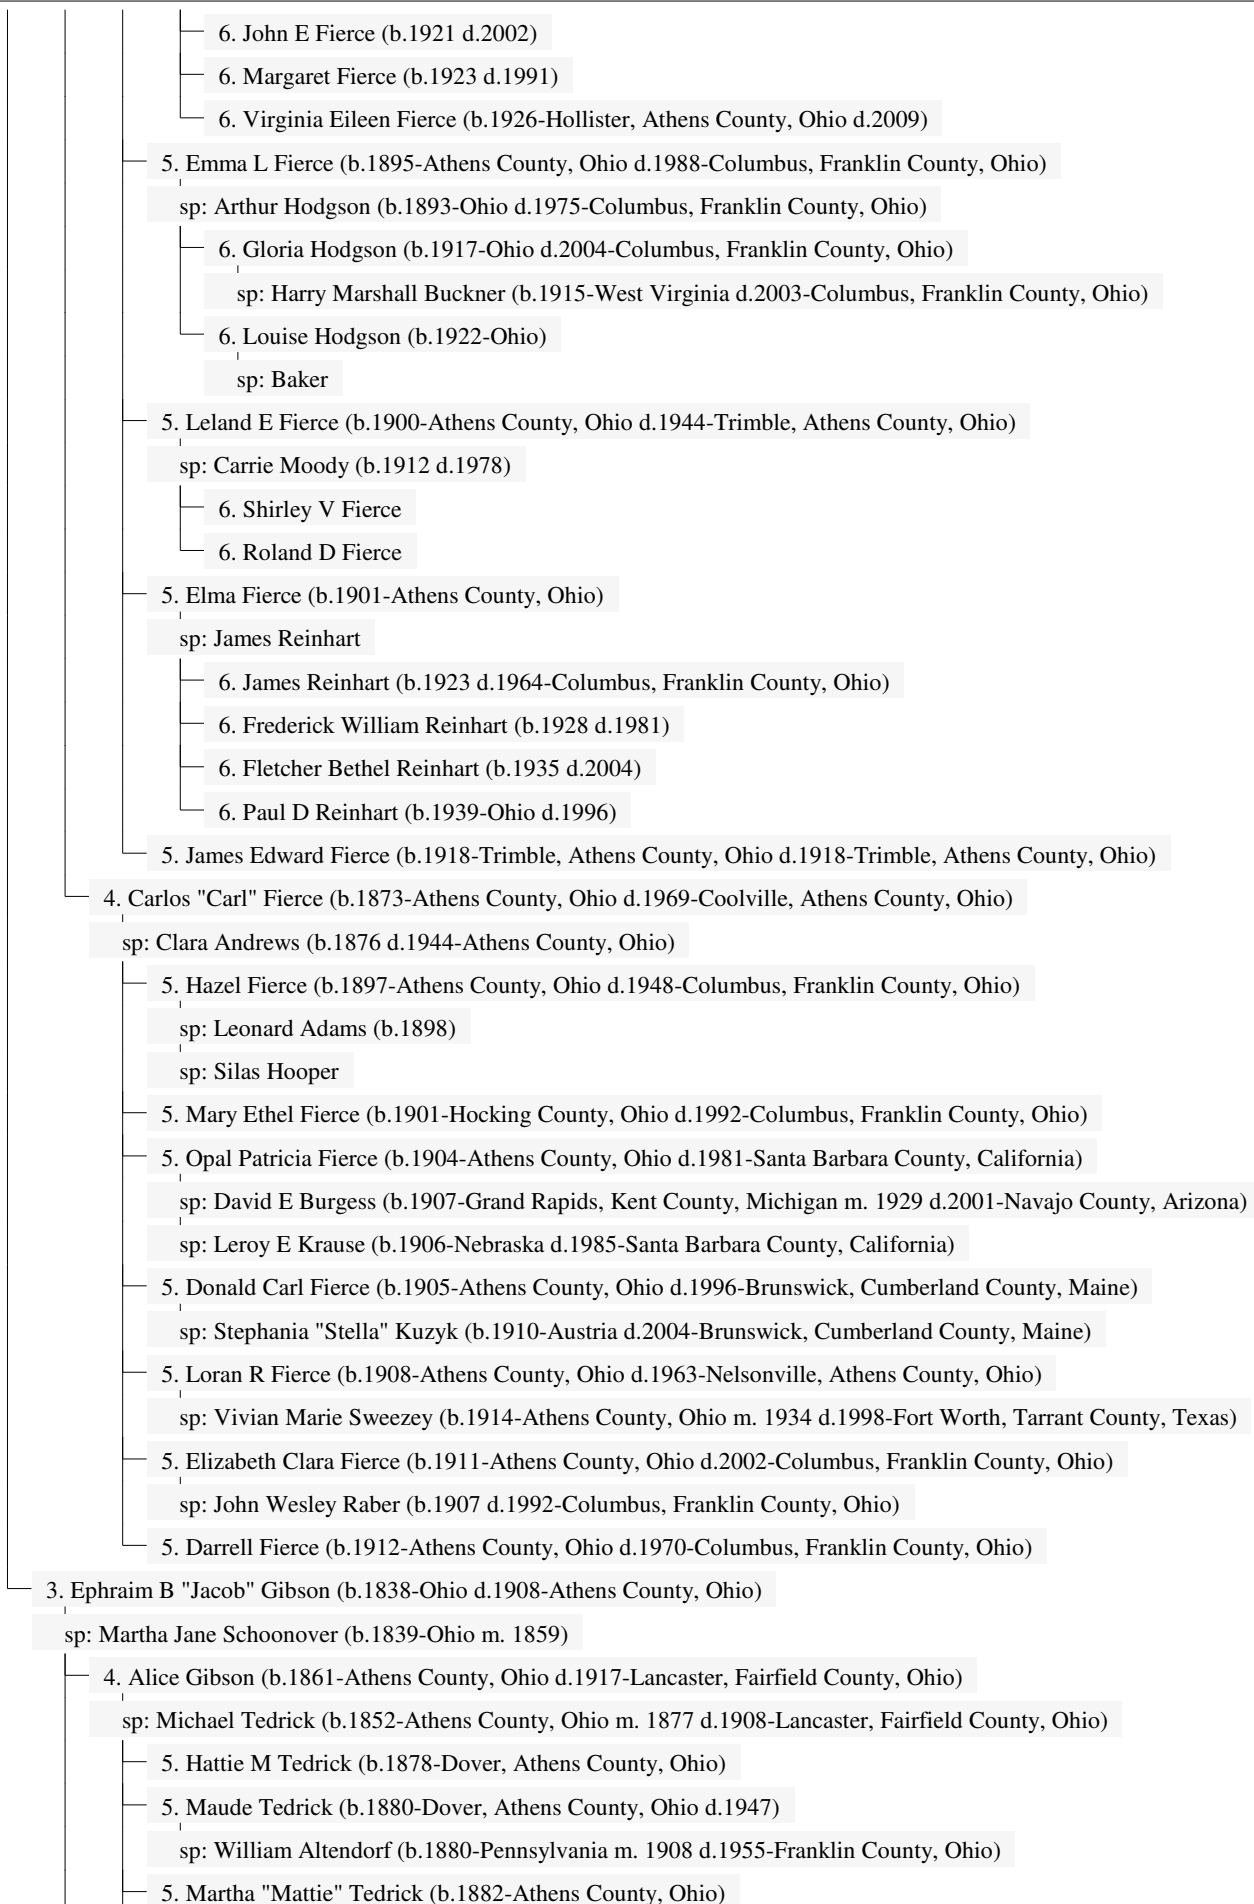 6. John E Fierce (b.1921 d.2002)
6. Margaret Fierce (b.1923 d.1991)
6. Virginia Eileen Fierce (b.1926-Hollister, Athens County, Ohio d.2009)
5. Emma L Fierce (b.1895-Athens County, Ohio d.1988-Columbus, Franklin County, Ohio)
sp: Arthur Hodgson (b.1893-Ohio d.1975-Columbus, Franklin County, Ohio)
6. Gloria Hodgson (b.1917-Ohio d.2004-Columbus, Franklin County, Ohio)
sp: Harry Marshall Buckner (b.1915-West Virginia d.2003-Columbus, Franklin County, Ohio)
6. Louise Hodgson (b.1922-Ohio)
sp: Baker
5. Leland E Fierce (b.1900-Athens County, Ohio d.1944-Trimble, Athens County, Ohio)
sp: Carrie Moody (b.1912 d.1978)
6. Shirley V Fierce
6. Roland D Fierce
5. Elma Fierce (b.1901-Athens County, Ohio)
sp: James Reinhart
6. James Reinhart (b.1923 d.1964-Columbus, Franklin County, Ohio)
6. Frederick William Reinhart (b.1928 d.1981)
6. Fletcher Bethel Reinhart (b.1935 d.2004)
6. Paul D Reinhart (b.1939-Ohio d.1996)
5. James Edward Fierce (b.1918-Trimble, Athens County, Ohio d.1918-Trimble, Athens County, Ohio)
4. Carlos "Carl" Fierce (b.1873-Athens County, Ohio d.1969-Coolville, Athens County, Ohio)
sp: Clara Andrews (b.1876 d.1944-Athens County, Ohio)
5. Hazel Fierce (b.1897-Athens County, Ohio d.1948-Columbus, Franklin County, Ohio)
sp: Leonard Adams (b.1898)
sp: Silas Hooper
5. Mary Ethel Fierce (b.1901-Hocking County, Ohio d.1992-Columbus, Franklin County, Ohio)
5. Opal Patricia Fierce (b.1904-Athens County, Ohio d.1981-Santa Barbara County, California)
sp: David E Burgess (b.1907-Grand Rapids, Kent County, Michigan m. 1929 d.2001-Navajo County, Arizona)
sp: Leroy E Krause (b.1906-Nebraska d.1985-Santa Barbara County, California)
5. Donald Carl Fierce (b.1905-Athens County, Ohio d.1996-Brunswick, Cumberland County, Maine)
sp: Stephania "Stella" Kuzyk (b.1910-Austria d.2004-Brunswick, Cumberland County, Maine)
5. Loran R Fierce (b.1908-Athens County, Ohio d.1963-Nelsonville, Athens County, Ohio)
sp: Vivian Marie Sweezey (b.1914-Athens County, Ohio m. 1934 d.1998-Fort Worth, Tarrant County, Texas)
5. Elizabeth Clara Fierce (b.1911-Athens County, Ohio d.2002-Columbus, Franklin County, Ohio)
sp: John Wesley Raber (b.1907 d.1992-Columbus, Franklin County, Ohio)
5. Darrell Fierce (b.1912-Athens County, Ohio d.1970-Columbus, Franklin County, Ohio)
3. Ephraim B "Jacob" Gibson (b.1838-Ohio d.1908-Athens County, Ohio)
sp: Martha Jane Schoonover (b.1839-Ohio m. 1859)
4. Alice Gibson (b.1861-Athens County, Ohio d.1917-Lancaster, Fairfield County, Ohio)
sp: Michael Tedrick (b.1852-Athens County, Ohio m. 1877 d.1908-Lancaster, Fairfield County, Ohio)
5. Hattie M Tedrick (b.1878-Dover, Athens County, Ohio)
5. Maude Tedrick (b.1880-Dover, Athens County, Ohio d.1947)
sp: William Altendorf (b.1880-Pennsylvania m. 1908 d.1955-Franklin County, Ohio)
5. Martha "Mattie" Tedrick (b.1882-Athens County, Ohio)